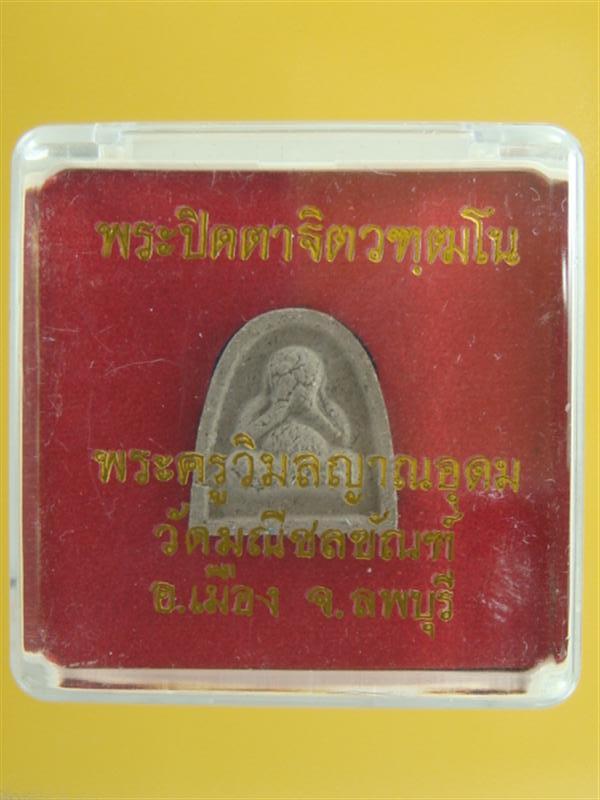 พระปิดตาจิตวฑฺฒโน
พระครูวิมลญาณอุดม
วัดมณีชลขัณฑ์
อ.เมือง จ.ลพบุรี